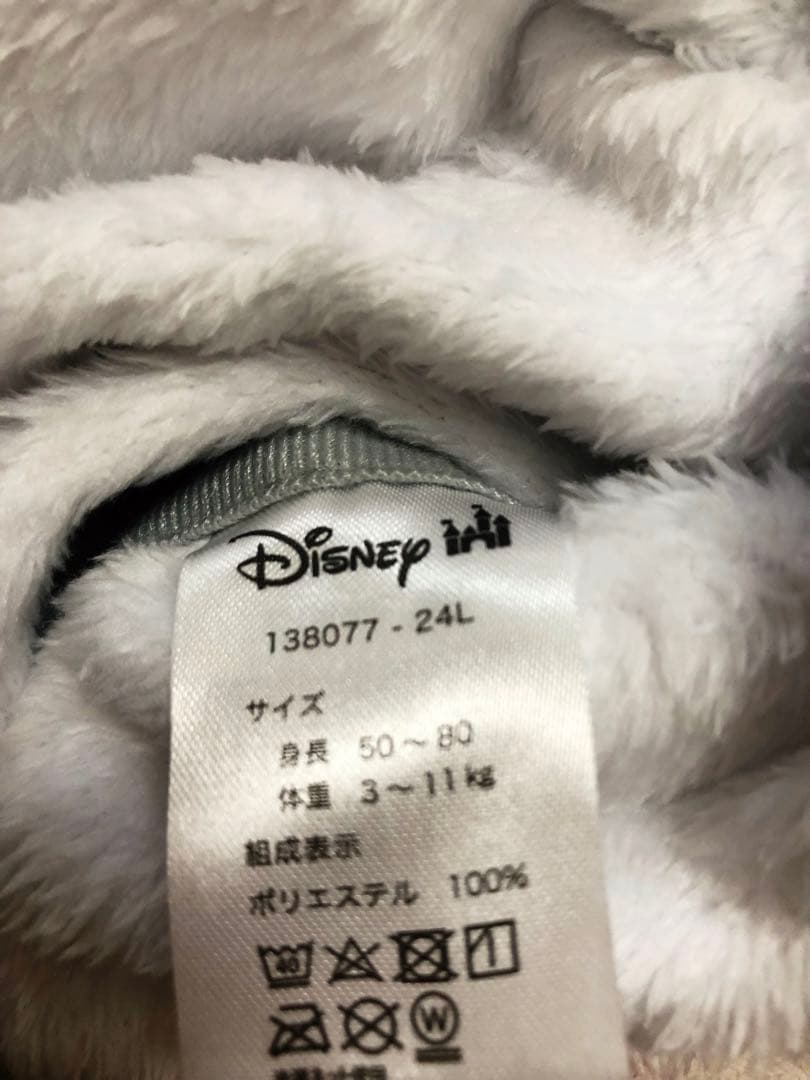 Disney
138077 - 24L
サイズ
身長 50～80
体重 3～11kg
組成表示
ポリエステル 100%
40
W